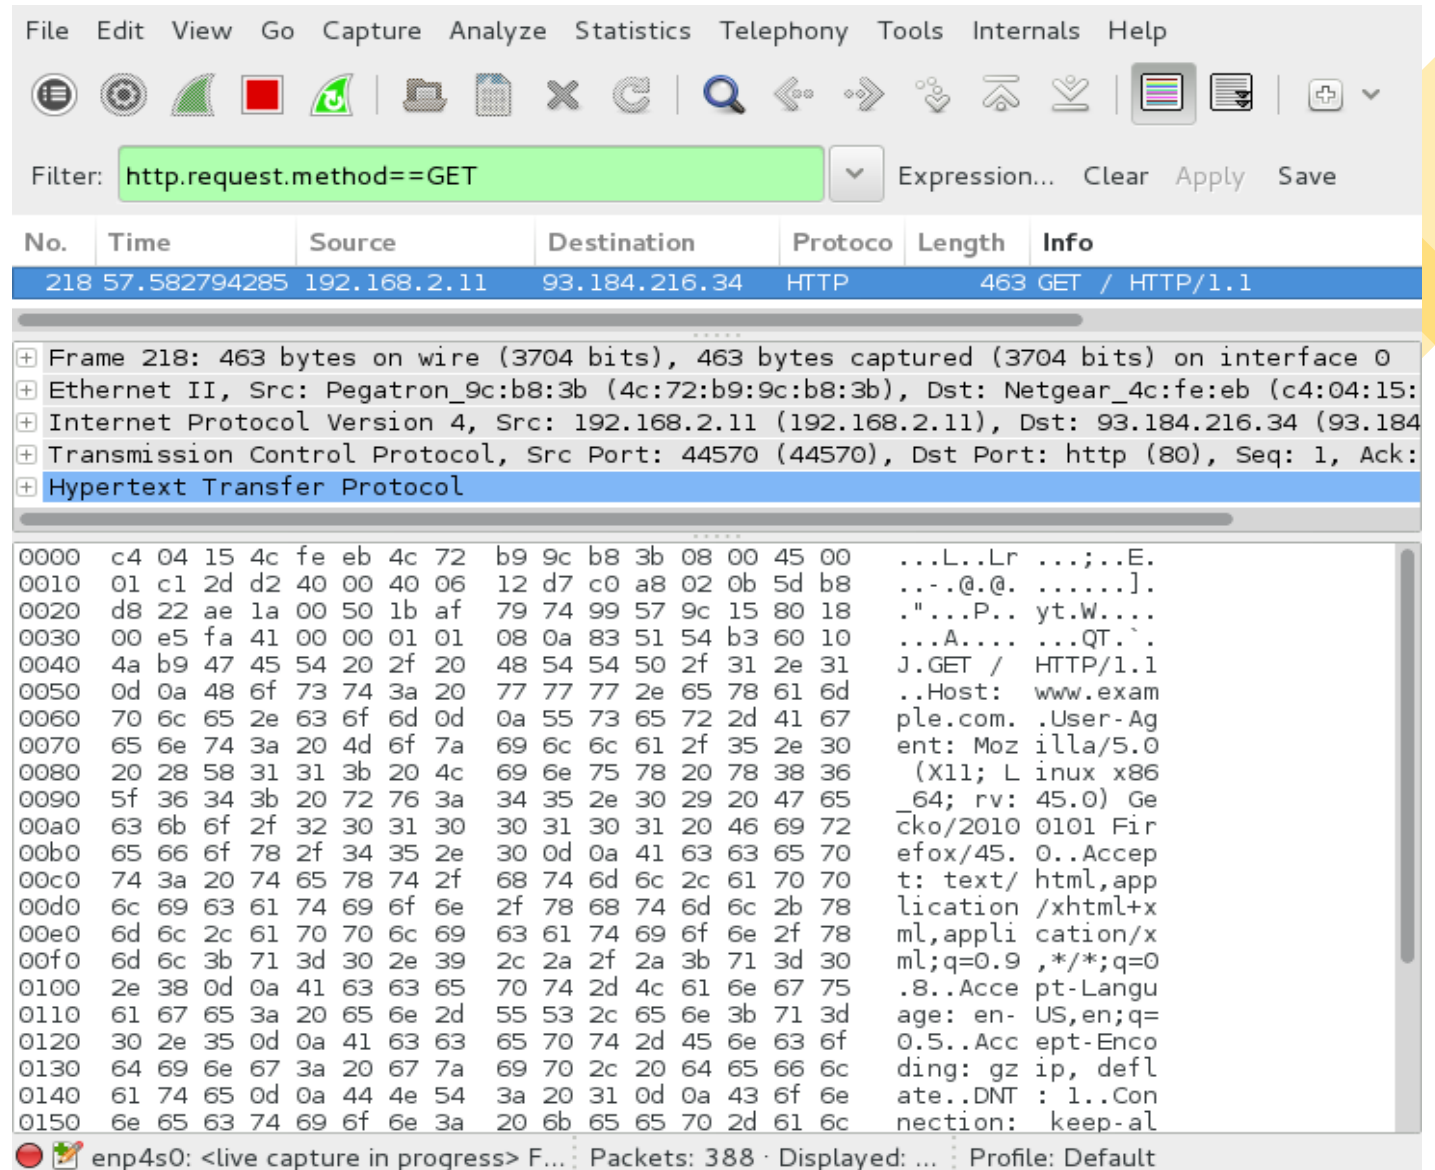 File Edit View Go Capture Analyze Statistics Telephony Tools Internals Help
Filter: http.request.method==GET Expression... Clear Apply Save
No. Time Source Destination Protoco Length Info
218 57.582794285 192.168.2.11 93.184.216.34 HTTP 463 GET / HTTP/1.1
Frame 218: 463 bytes on wire (3704 bits), 463 bytes captured (3704 bits) on interface 0
Ethernet II, Src: Pegatron_9c:b8:3b (4c:72:b9:9c:b8:3b), Dst: Netgear_4c:fe:eb (c4:04:15:
Internet Protocol Version 4, Src: 192.168.2.11 (192.168.2.11), Dst: 93.184.216.34 (93.184
Transmission Control Protocol, Src Port: 44570 (44570), Dst Port: http (80), Seq: 1, Ack:
Hypertext Transfer Protocol
0000 c4 04 15 4c fe eb 4c 72 b9 9c b8 3b 08 00 45 00 ...L..Lr ...;..E.
0010 01 c1 2d d2 40 00 40 06 12 d7 c0 a8 02 0b 5d b8 ..-.@.@. ......].
0020 d8 22 ae 1a 00 50 1b af 79 74 99 57 9c 15 80 18 ."...P.. yt.W....
0030 00 e5 fa 41 00 00 01 01 08 0a 83 51 54 b3 60 10 ...A.... ...QT.`.
0040 4a b9 47 45 54 20 2f 20 48 54 54 50 2f 31 2e 31 J.GET / HTTP/1.1
0050 0d 0a 48 6f 73 74 3a 20 77 77 77 2e 65 78 61 6d ..Host: www.exam
0060 70 6c 65 2e 63 6f 6d 0d 0a 55 73 65 72 2d 41 67 ple.com. .User-Ag
0070 65 6e 74 3a 20 4d 6f 7a 69 6c 6c 61 2f 35 2e 30 ent: Moz illa/5.0
0080 20 28 58 31 31 3b 20 4c 69 6e 75 78 20 78 38 36 (X11; L inux x86
0090 5f 36 34 3b 20 72 76 3a 34 35 2e 30 29 20 47 65 _64; rv: 45.0) Ge
00a0 63 6b 6f 2f 32 30 31 30 30 31 30 31 20 46 69 72 cko/2010 0101 Fir
00b0 65 66 6f 78 2f 34 35 2e 30 0d 0a 41 63 63 65 70 efox/45. 0..Accep
00c0 74 3a 20 74 65 78 74 2f 68 74 6d 6c 2c 61 70 70 t: text/ html,app
00d0 6c 69 63 61 74 69 6f 6e 2f 78 68 74 6d 6c 2b 78 lication /xhtml+x
00e0 6d 6c 2c 61 70 70 6c 69 63 61 74 69 6f 6e 2f 78 ml,appli cation/x
00f0 6d 6c 3b 71 3d 30 2e 39 2c 2a 2f 2a 3b 71 3d 30 ml;q=0.9 ,*/*;q=0
0100 2e 38 0d 0a 41 63 63 65 70 74 2d 4c 61 6e 67 75 .8..Acce pt-Langu
0110 61 67 65 3a 20 65 6e 2d 55 53 2c 65 6e 3b 71 3d age: en- US,en;q=
0120 30 2e 35 0d 0a 41 63 63 65 70 74 2d 45 6e 63 6f 0.5..Acc ept-Enco
0130 64 69 6e 67 3a 20 67 7a 69 70 2c 20 64 65 66 6c ding: gz ip, defl
0140 61 74 65 0d 0a 44 4e 54 3a 20 31 0d 0a 43 6f 6e ate..DNT : 1..Con
0150 6e 65 63 74 69 6f 6e 3a 20 6b 65 65 70 2d 61 6c nection: keep-al
enp4s0: <live capture in progress> F... Packets: 388 · Displayed: ... Profile: Default